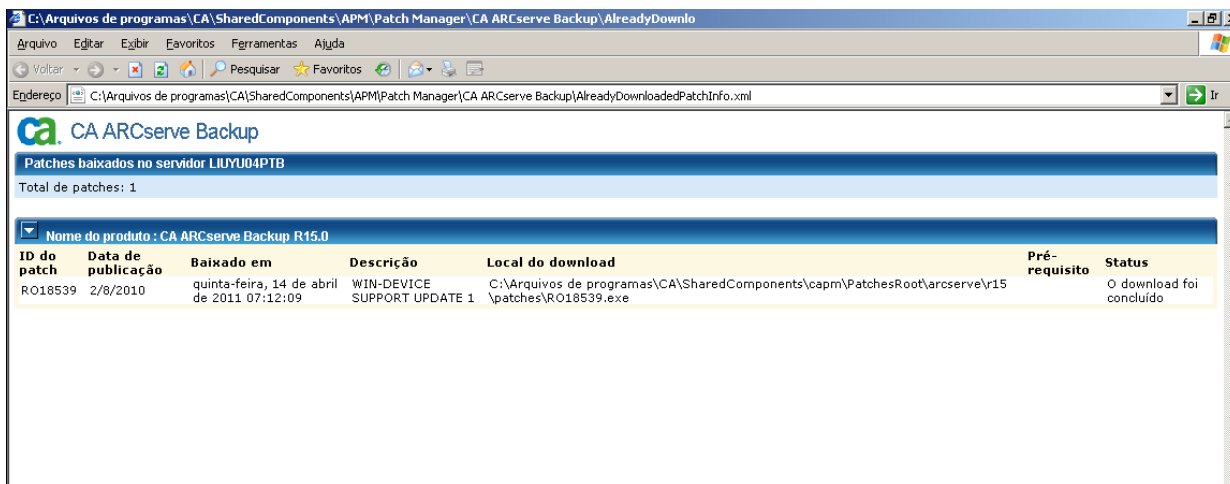 C:\Arquivos de programas\CA\SharedComponents\APM\Patch Manager\CA ARCserve Backup\AlreadyDownlo
Arquivo Editar Exibir Favoritos Ferramentas Ajuda
Voltar Pesquisar Favoritos
Endereço C:\Arquivos de programas\CA\SharedComponents\APM\Patch Manager\CA ARCserve Backup\AlreadyDownloadedPatchInfo.xml Ir
ca. CA ARCserve Backup
Patches baixados no servidor LIUYU04PTB
Total de patches: 1
Nome do produto : CA ARCserve Backup R15.0
ID do patch Data de publicação Baixado em Descrição Local do download Pré-requisito Status
RO18539 2/8/2010 quinta-feira, 14 de abril de 2011 07:12:09 WIN-DEVICE SUPPORT UPDATE 1 C:\Arquivos de programas\CA\SharedComponents\capm\PatchesRoot\arcserve\r15\patches\RO18539.exe O download foi concluído